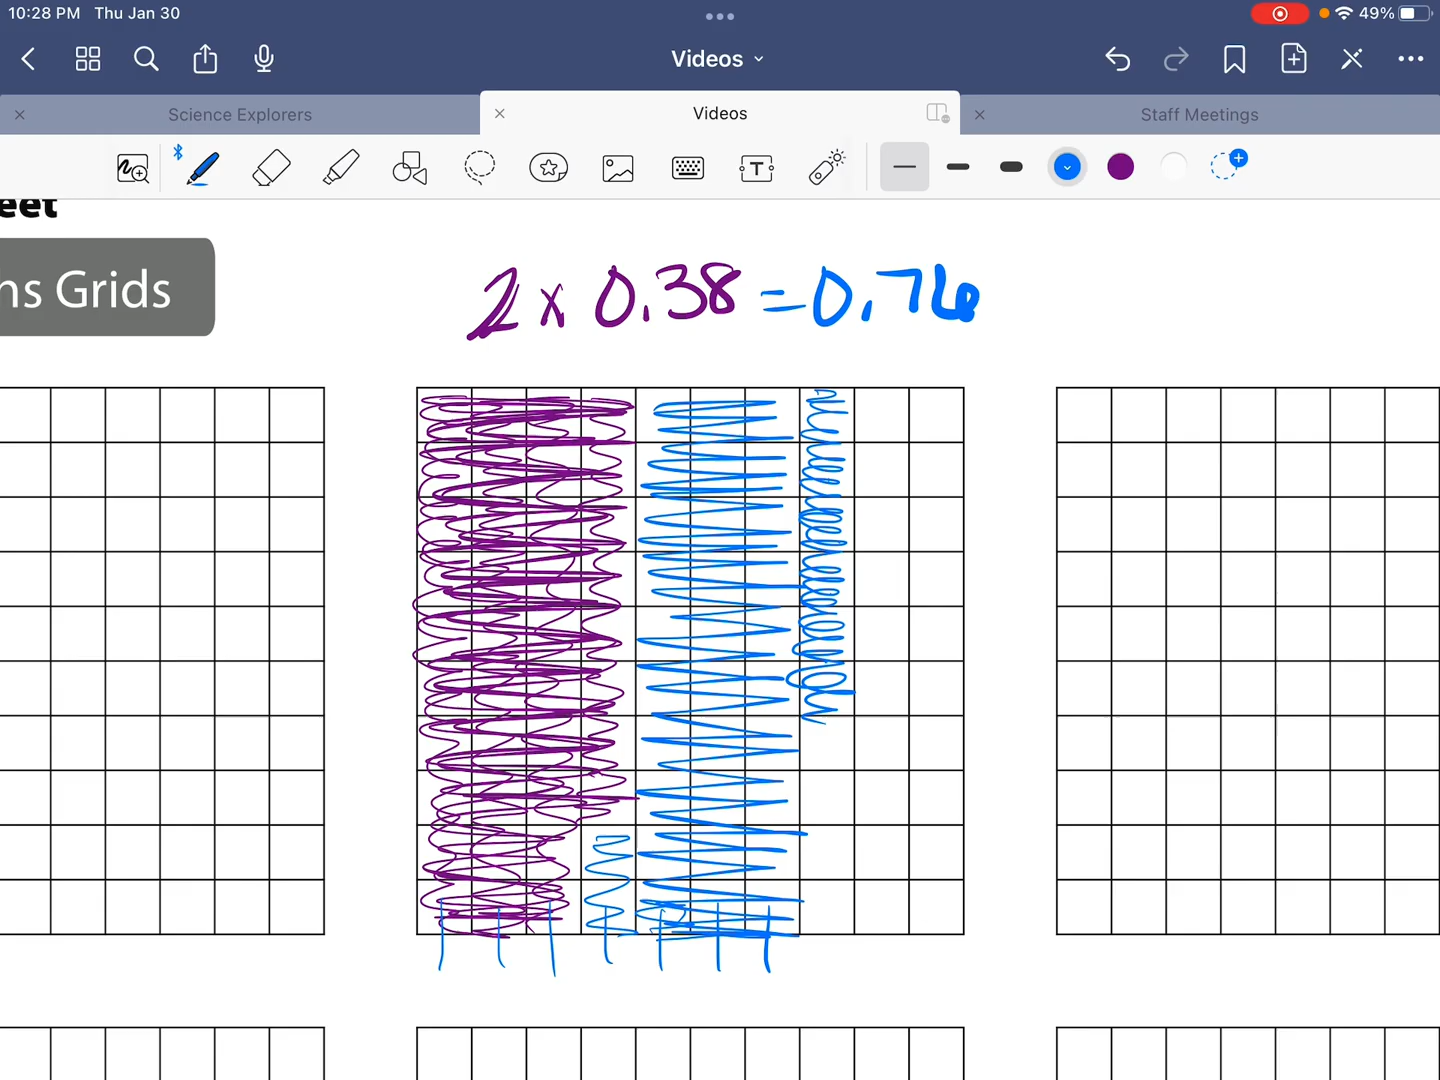 10:28 PM Thu Jan 30
49%
Videos
Science Explorers
Videos
Staff Meetings
T
eet
hs Grids
2 x 0.38 = 0.76